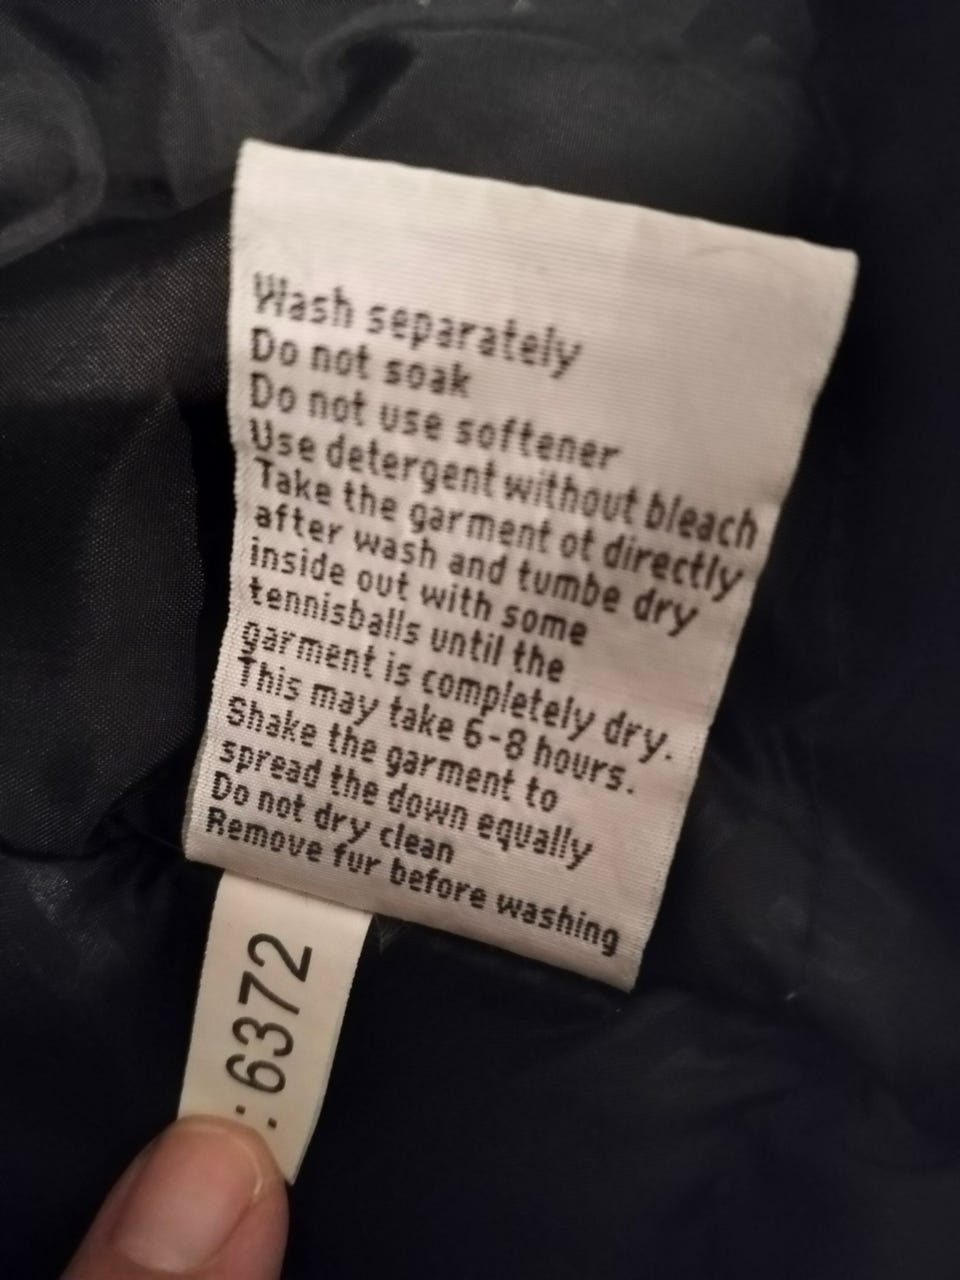 Wash separately
Do not soak
Do not use softener
Use detergent without bleach
Take the garment ot directly
after wash and tumbe dry
inside out with some
tennisballs until the
garment is completely dry.
This may take 6-8 hours.
Shake the garment to
spread the down equally
Do not dry clean
Remove fur before washing
: 6372